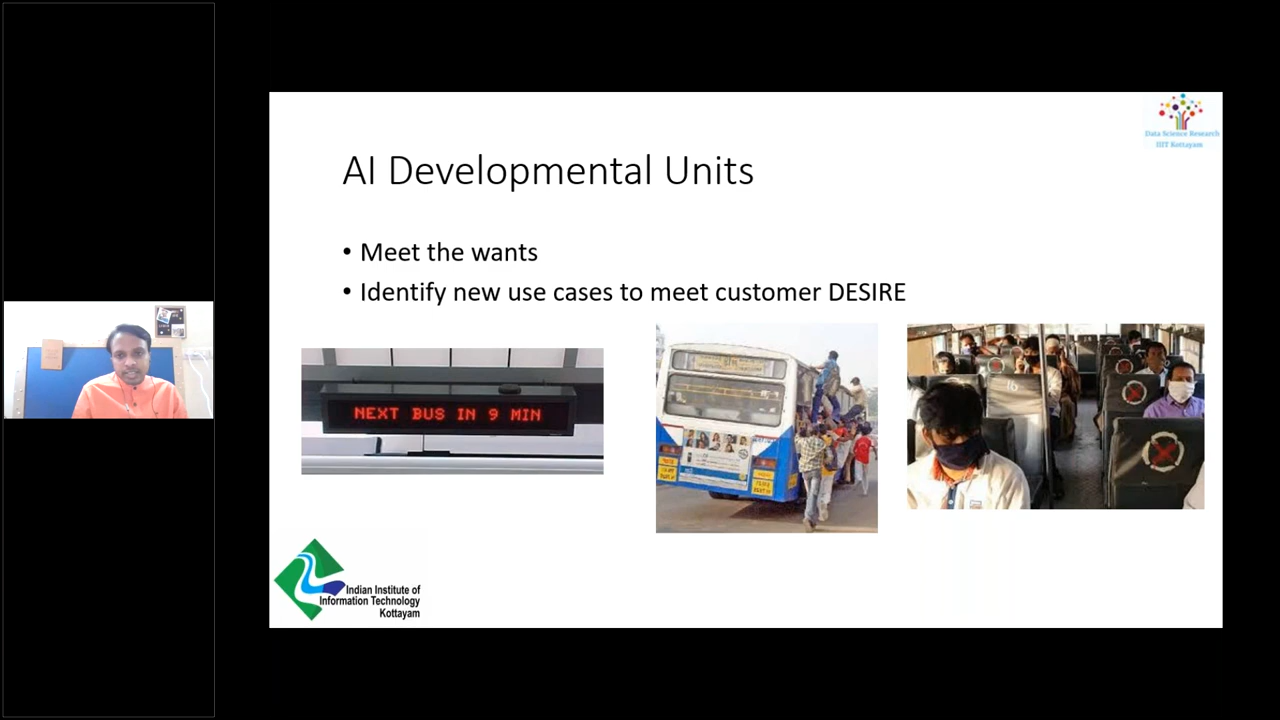 Data Science Research
IIIT Kottayam
AI Developmental Units
• Meet the wants
• Identify new use cases to meet customer DESIRE
NEXT BUS IN 9 MIN
16
Indian Institute of
Information Technology
Kottayam